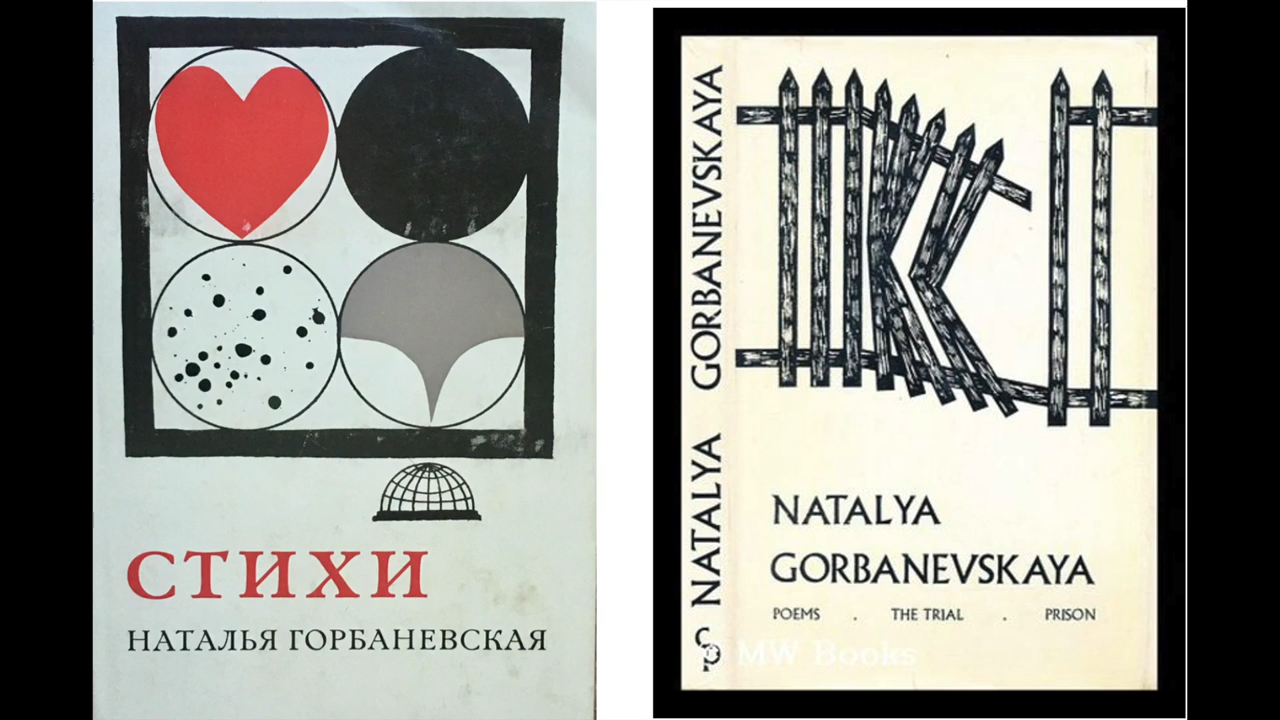 СТИХИ
НАТАЛЬЯ ГОРБАНЕВСКАЯ
NATALYA GORBANEVSKAYA
NATALYA
GORBANEVSKAYA
POEMS . THE TRIAL . PRISON
© MW Books